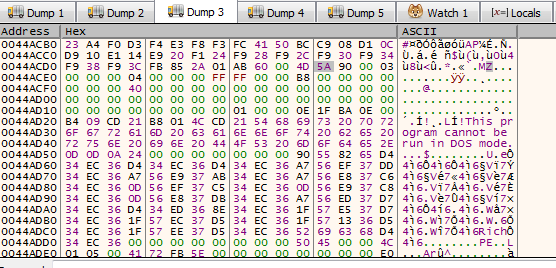 Dump 1 Dump 2 Dump 3 Dump 4 Dump 5 Watch 1 [x=] Locals
Address Hex ASCII
0044ACB0 23 A4 F0 D3 F4 E3 F8 F3 FC 41 50 BC C9 08 D1 0C #¤ðÓôãøóüAP¼É.Ñ.
0044ACC0 D9 10 E1 14 E9 20 F1 24 F9 28 F9 2C F9 30 F9 34 Ù.á.é ñ$ù(ù,ù0ù4
0044ACD0 F9 38 F9 3C FB 85 2A 01 AB 60 00 4D 5A 90 00 03 ù8ù<û.*.«`.MZ...
0044ACE0 00 00 00 04 00 00 00 FF FF 00 00 B8 00 00 00 00 .......ÿÿ..¸....
0044ACF0 00 00 00 40 00 00 00 00 00 00 00 00 00 00 00 00 ...@............
0044AD00 00 00 00 00 00 00 00 00 00 00 00 00 00 00 00 00 ................
0044AD10 00 00 00 00 00 00 00 00 01 00 00 0E 1F BA 0E 00 .............º..
0044AD20 B4 09 CD 21 B8 01 4C CD 21 54 68 69 73 20 70 72 ´.Í!¸.LÍ!This pr
0044AD30 6F 67 72 61 6D 20 63 61 6E 6E 6F 74 20 62 65 20 ogram cannot be
0044AD40 72 75 6E 20 69 6E 20 44 4F 53 20 6D 6F 64 65 2E run in DOS mode.
0044AD50 0D 0D 0A 24 00 00 00 00 00 00 00 90 55 82 65 D4 ...$........U.eÔ
0044AD60 34 EC 36 D4 34 EC 36 D4 34 EC 36 A7 56 EF 37 DD 4ì6Ô4ì6Ô4ì6§Vï7Ý
0044AD70 34 EC 36 A7 56 E9 37 AB 34 EC 36 A7 56 E8 37 C6 4ì6§Vé7«4ì6§Vè7Æ
0044AD80 34 EC 36 0D 56 EF 37 C5 34 EC 36 0D 56 E9 37 C8 4ì6.Vï7Å4ì6.Vé7È
0044AD90 34 EC 36 0D 56 E8 37 DB 34 EC 36 A7 56 ED 37 D7 4ì6.Vè7Û4ì6§Ví7×
0044ADA0 34 EC 36 D4 34 ED 36 8E 34 EC 36 1F 57 E5 37 D7 4ì6Ô4í6.4ì6.Wå7×
0044ADB0 34 EC 36 1F 57 EC 37 D5 34 EC 36 1F 57 13 36 D5 4ì6.Wì7Õ4ì6.W.6Õ
0044ADC0 34 EC 36 1F 57 EE 37 D5 34 EC 36 52 69 63 68 D4 4ì6.Wî7Õ4ì6RichÔ
0044ADD0 34 EC 36 00 00 00 00 00 00 00 00 50 45 00 00 4C 4ì6........PE..L
0044ADE0 01 05 00 41 72 FB 5E 00 00 00 00 00 00 00 00 E0 ...Arû^........à